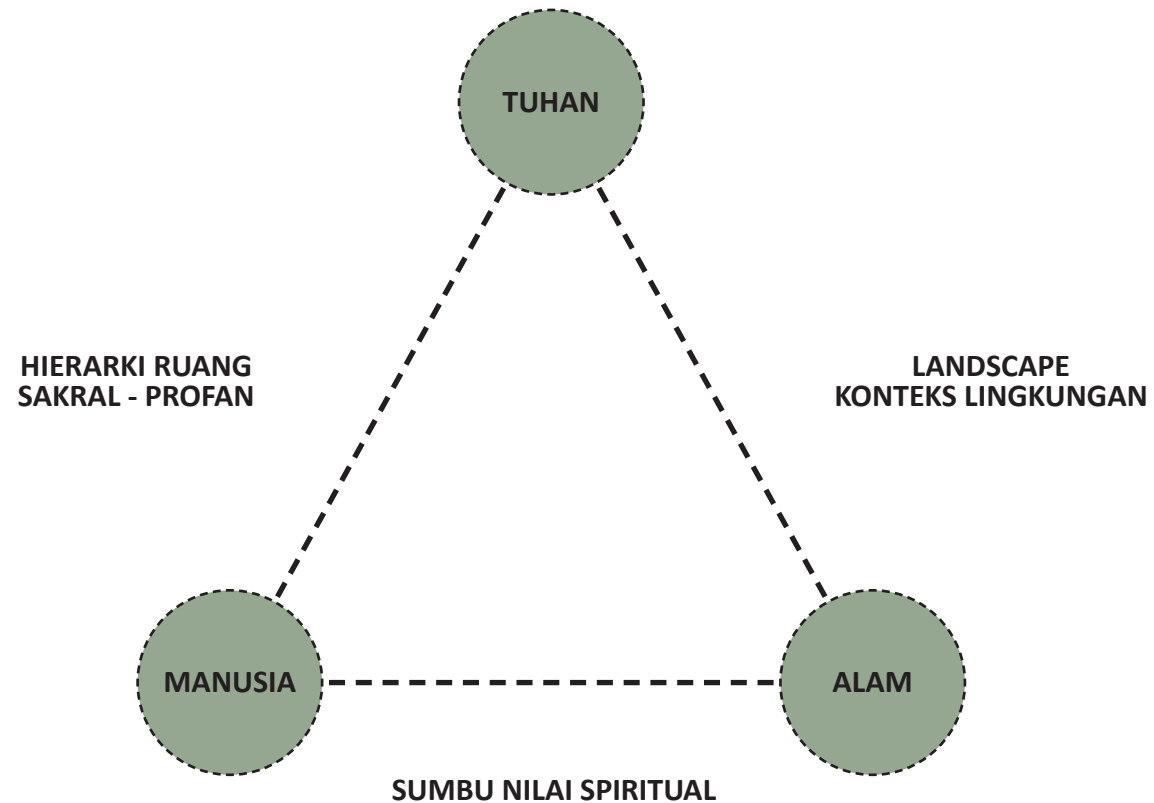 TUHAN
HIERARKI RUANG
SAKRAL - PROFAN
LANDSCAPE
KONTEKS LINGKUNGAN
MANUSIA
ALAM
SUMBU NILAI SPIRITUAL